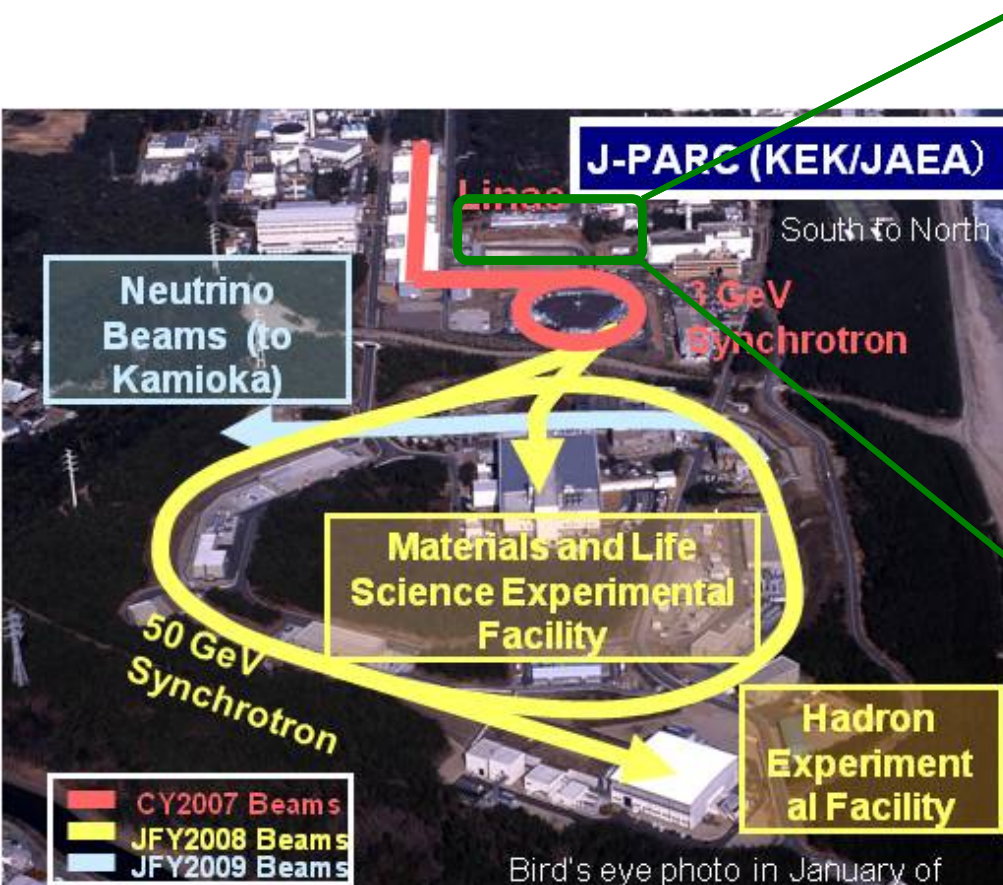 J-PARC (KEK/JAEA）
Linac
South to North
Neutrino
Beams (to
Kamioka)
3 GeV
Synchrotron
Materials and Life
Science Experimental
Facility
50 GeV
Synchrotron
Hadron
Experiment
al Facility
CY2007 Beams
JFY2008 Beams
JFY2009 Beams
Bird's eye photo in January of